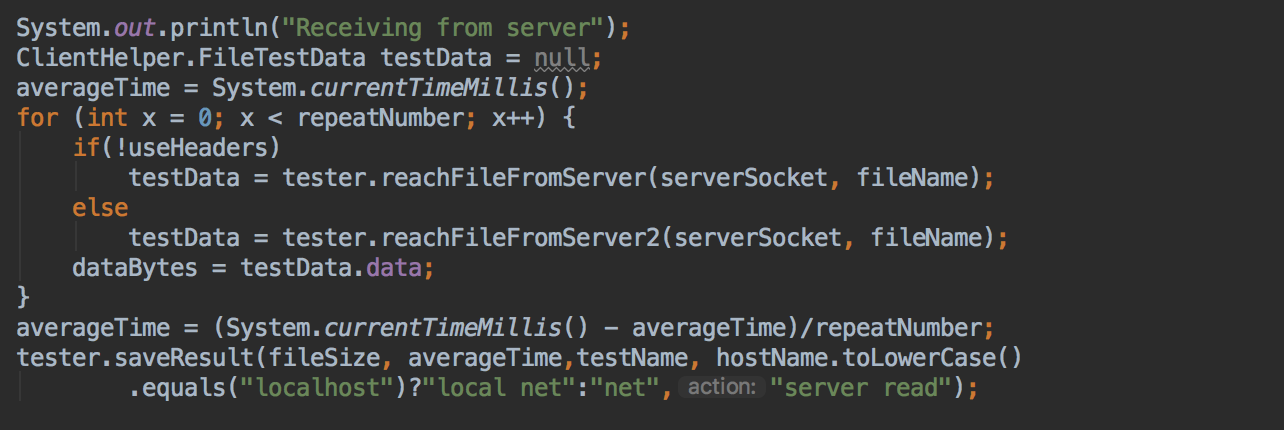 System.out.println("Receiving from server");
ClientHelper.FileTestData testData = null;
averageTime = System.currentTimeMillis();
for (int x = 0; x < repeatNumber; x++) {
    if(!useHeaders)
        testData = tester.reachFileFromServer(serverSocket, fileName);
    else
        testData = tester.reachFileFromServer2(serverSocket, fileName);
    dataBytes = testData.data;
}
averageTime = (System.currentTimeMillis() - averageTime)/repeatNumber;
tester.saveResult(fileSize, averageTime,testName, hostName.toLowerCase()
        .equals("localhost")?"local net":"net", action: "server read");